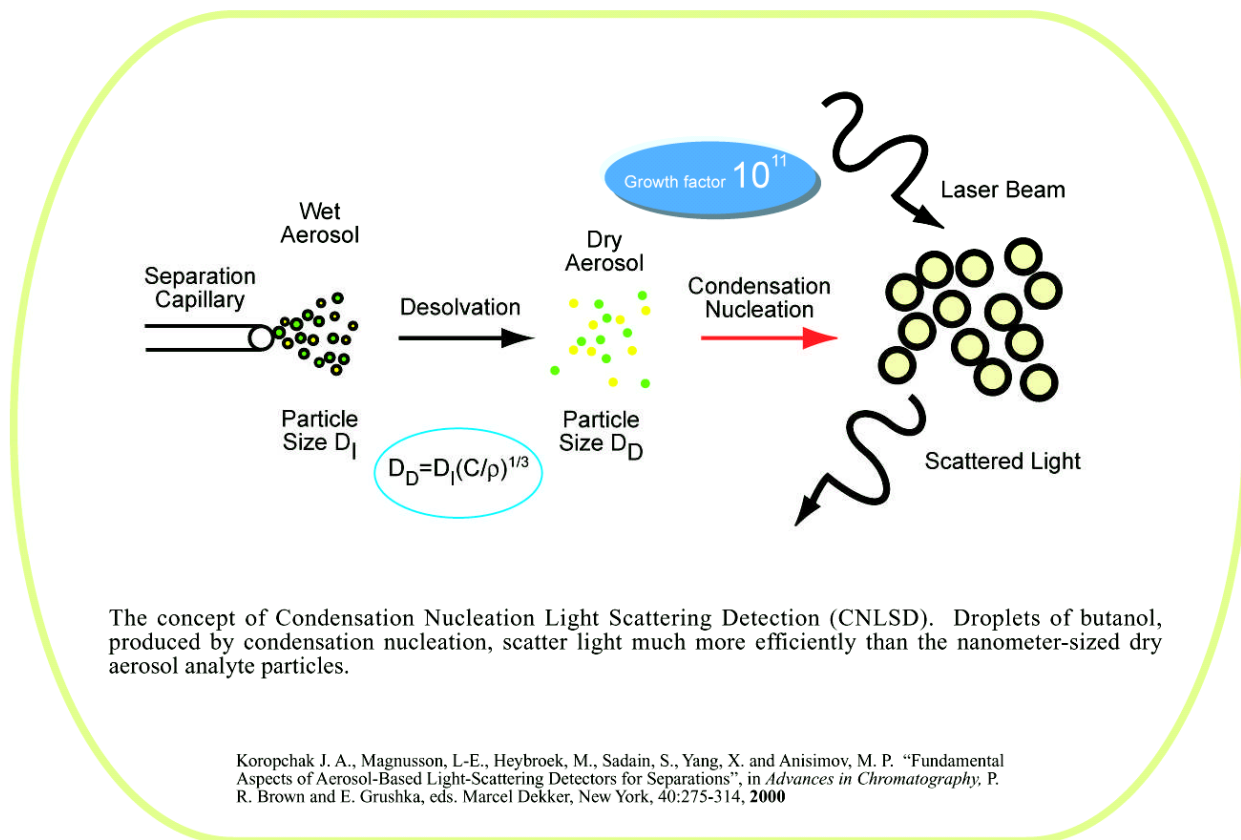 Growth factor 10^11
Laser Beam
Wet
Aerosol
Dry
Aerosol
Separation
Capillary
Desolvation
Condensation
Nucleation
Particle
Size D_I
Particle
Size D_D
D_D=D_I(C/ρ)^1/3
Scattered Light
The concept of Condensation Nucleation Light Scattering Detection (CNLSD). Droplets of butanol,
produced by condensation nucleation, scatter light much more efficiently than the nanometer-sized dry
aerosol analyte particles.
Koropchak J. A., Magnusson, L-E., Heybroek, M., Sadain, S., Yang, X. and Anisimov, M. P. “Fundamental
Aspects of Aerosol-Based Light-Scattering Detectors for Separations”, in Advances in Chromatography, P.
R. Brown and E. Grushka, eds. Marcel Dekker, New York, 40:275-314, 2000